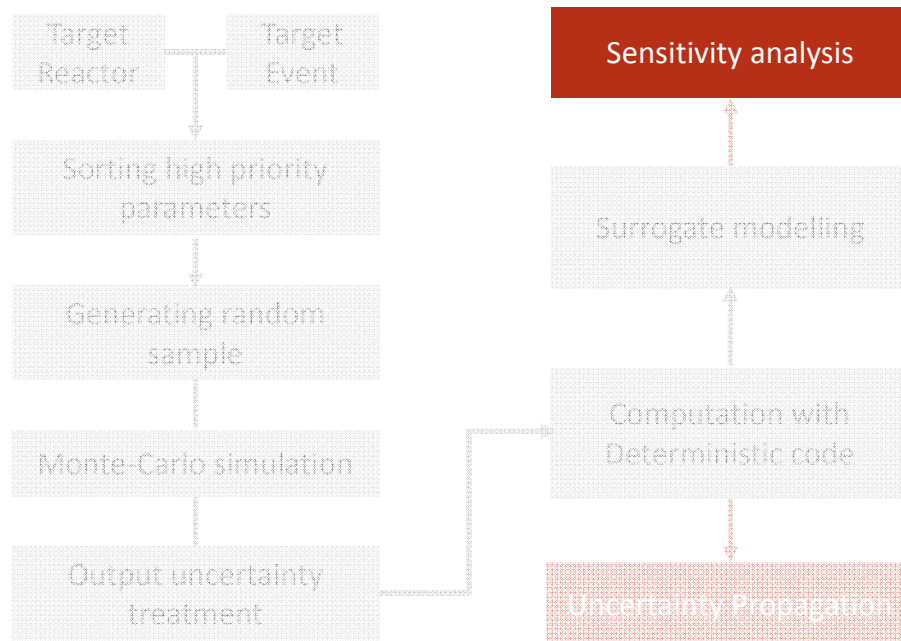 Target
Reactor
Target
Event
Sorting high priority
parameters
Generating random
sample
Monte-Carlo simulation
Output uncertainty
treatment
Sensitivity analysis
Surrogate modelling
Computation with
Deterministic code
Uncertainty Propagation